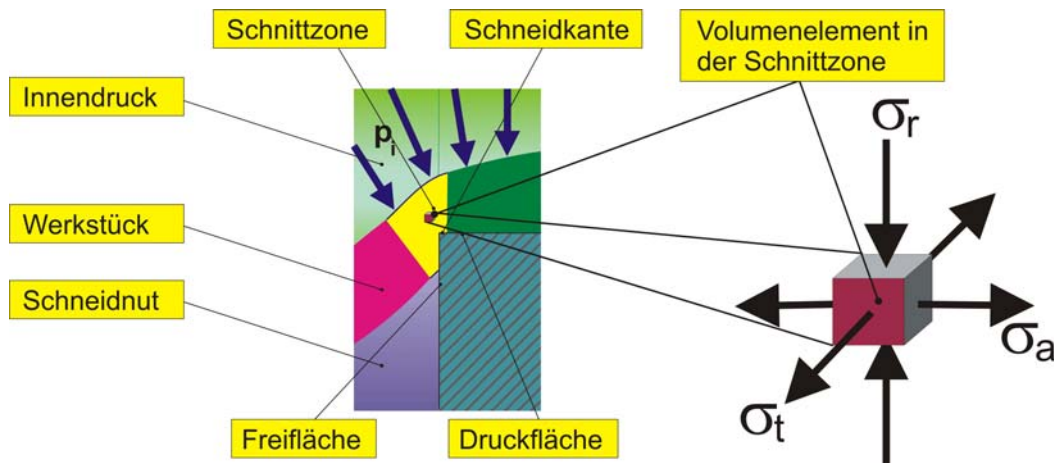 Schnittzone
Schneidkante
Volumenelement in
der Schnittzone
Innendruck
pi
σr
Werkstück
Schneidnut
σa
σt
Freifläche
Druckfläche